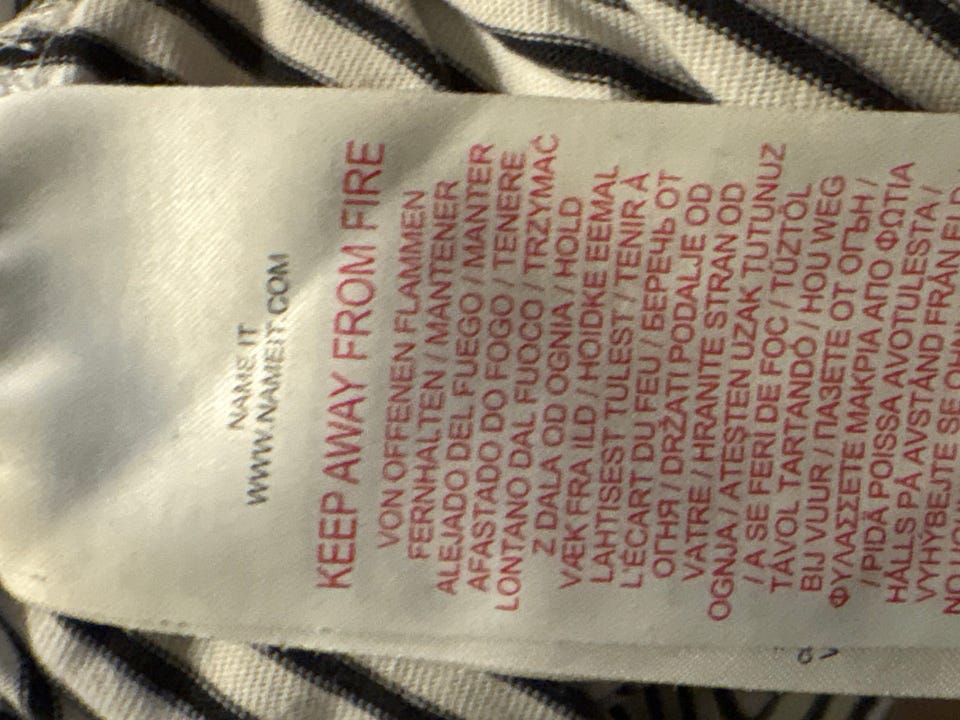 NAME IT
WWW.NAMEIT.COM
KEEP AWAY FROM FIRE
VON OFFENEN FLAMMEN
FERNHALTEN / MANTENER
ALEJADO DEL FUEGO / MANTER
AFASTADO DO FOGO / TENERE
LONTANO DAL FUOCO / TRZYMAĆ
Z DALA OD OGNIA / HOLD
VÆK FRA ILD / HOIDKE EEMAL
LAHTISEST TULEST / TENIR À
L'ÉCART DU FEU / БЕРЕЧЬ ОТ
ОГНЯ / DRŽATI PODALJE OD
VATRE / HRANITE STRAN OD
OGNJA / ATEŞTEN UZAK TUTUNUZ
/ A SE FERI DE FOC / TŰZTŐL
TÁVOL TARTANDÓ / HOU WEG
BIJ VUUR / ПАЗЕТЕ ОТ ОГЪН /
ΦΥΛΑΣΣΕΤΕ ΜΑΚΡΙΑ ΑΠΟ ΦΩΤΙΑ
/ PIDÄ POISSA AVOTULESTA /
HÅLLS PÅ AVSTÅND FRÅN ELD /
VYHÝBEJTE SE